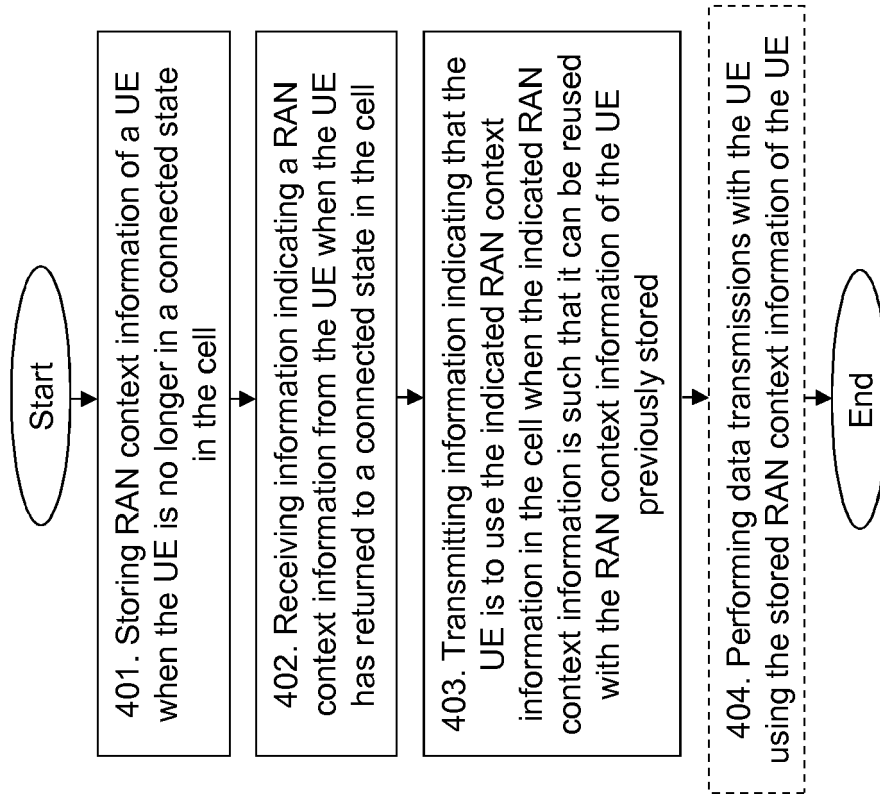 Start
401. Storing RAN context information of a UE
when the UE is no longer in a connected state
in the cell
402. Receiving information indicating a RAN
context information from the UE when the UE
has returned to a connected state in the cell
403. Transmitting information indicating that the
UE is to use the indicated RAN context
information in the cell when the indicated RAN
context information is such that it can be reused
with the RAN context information of the UE
previously stored
404. Performing data transmissions with the UE
using the stored RAN context information of the UE
End